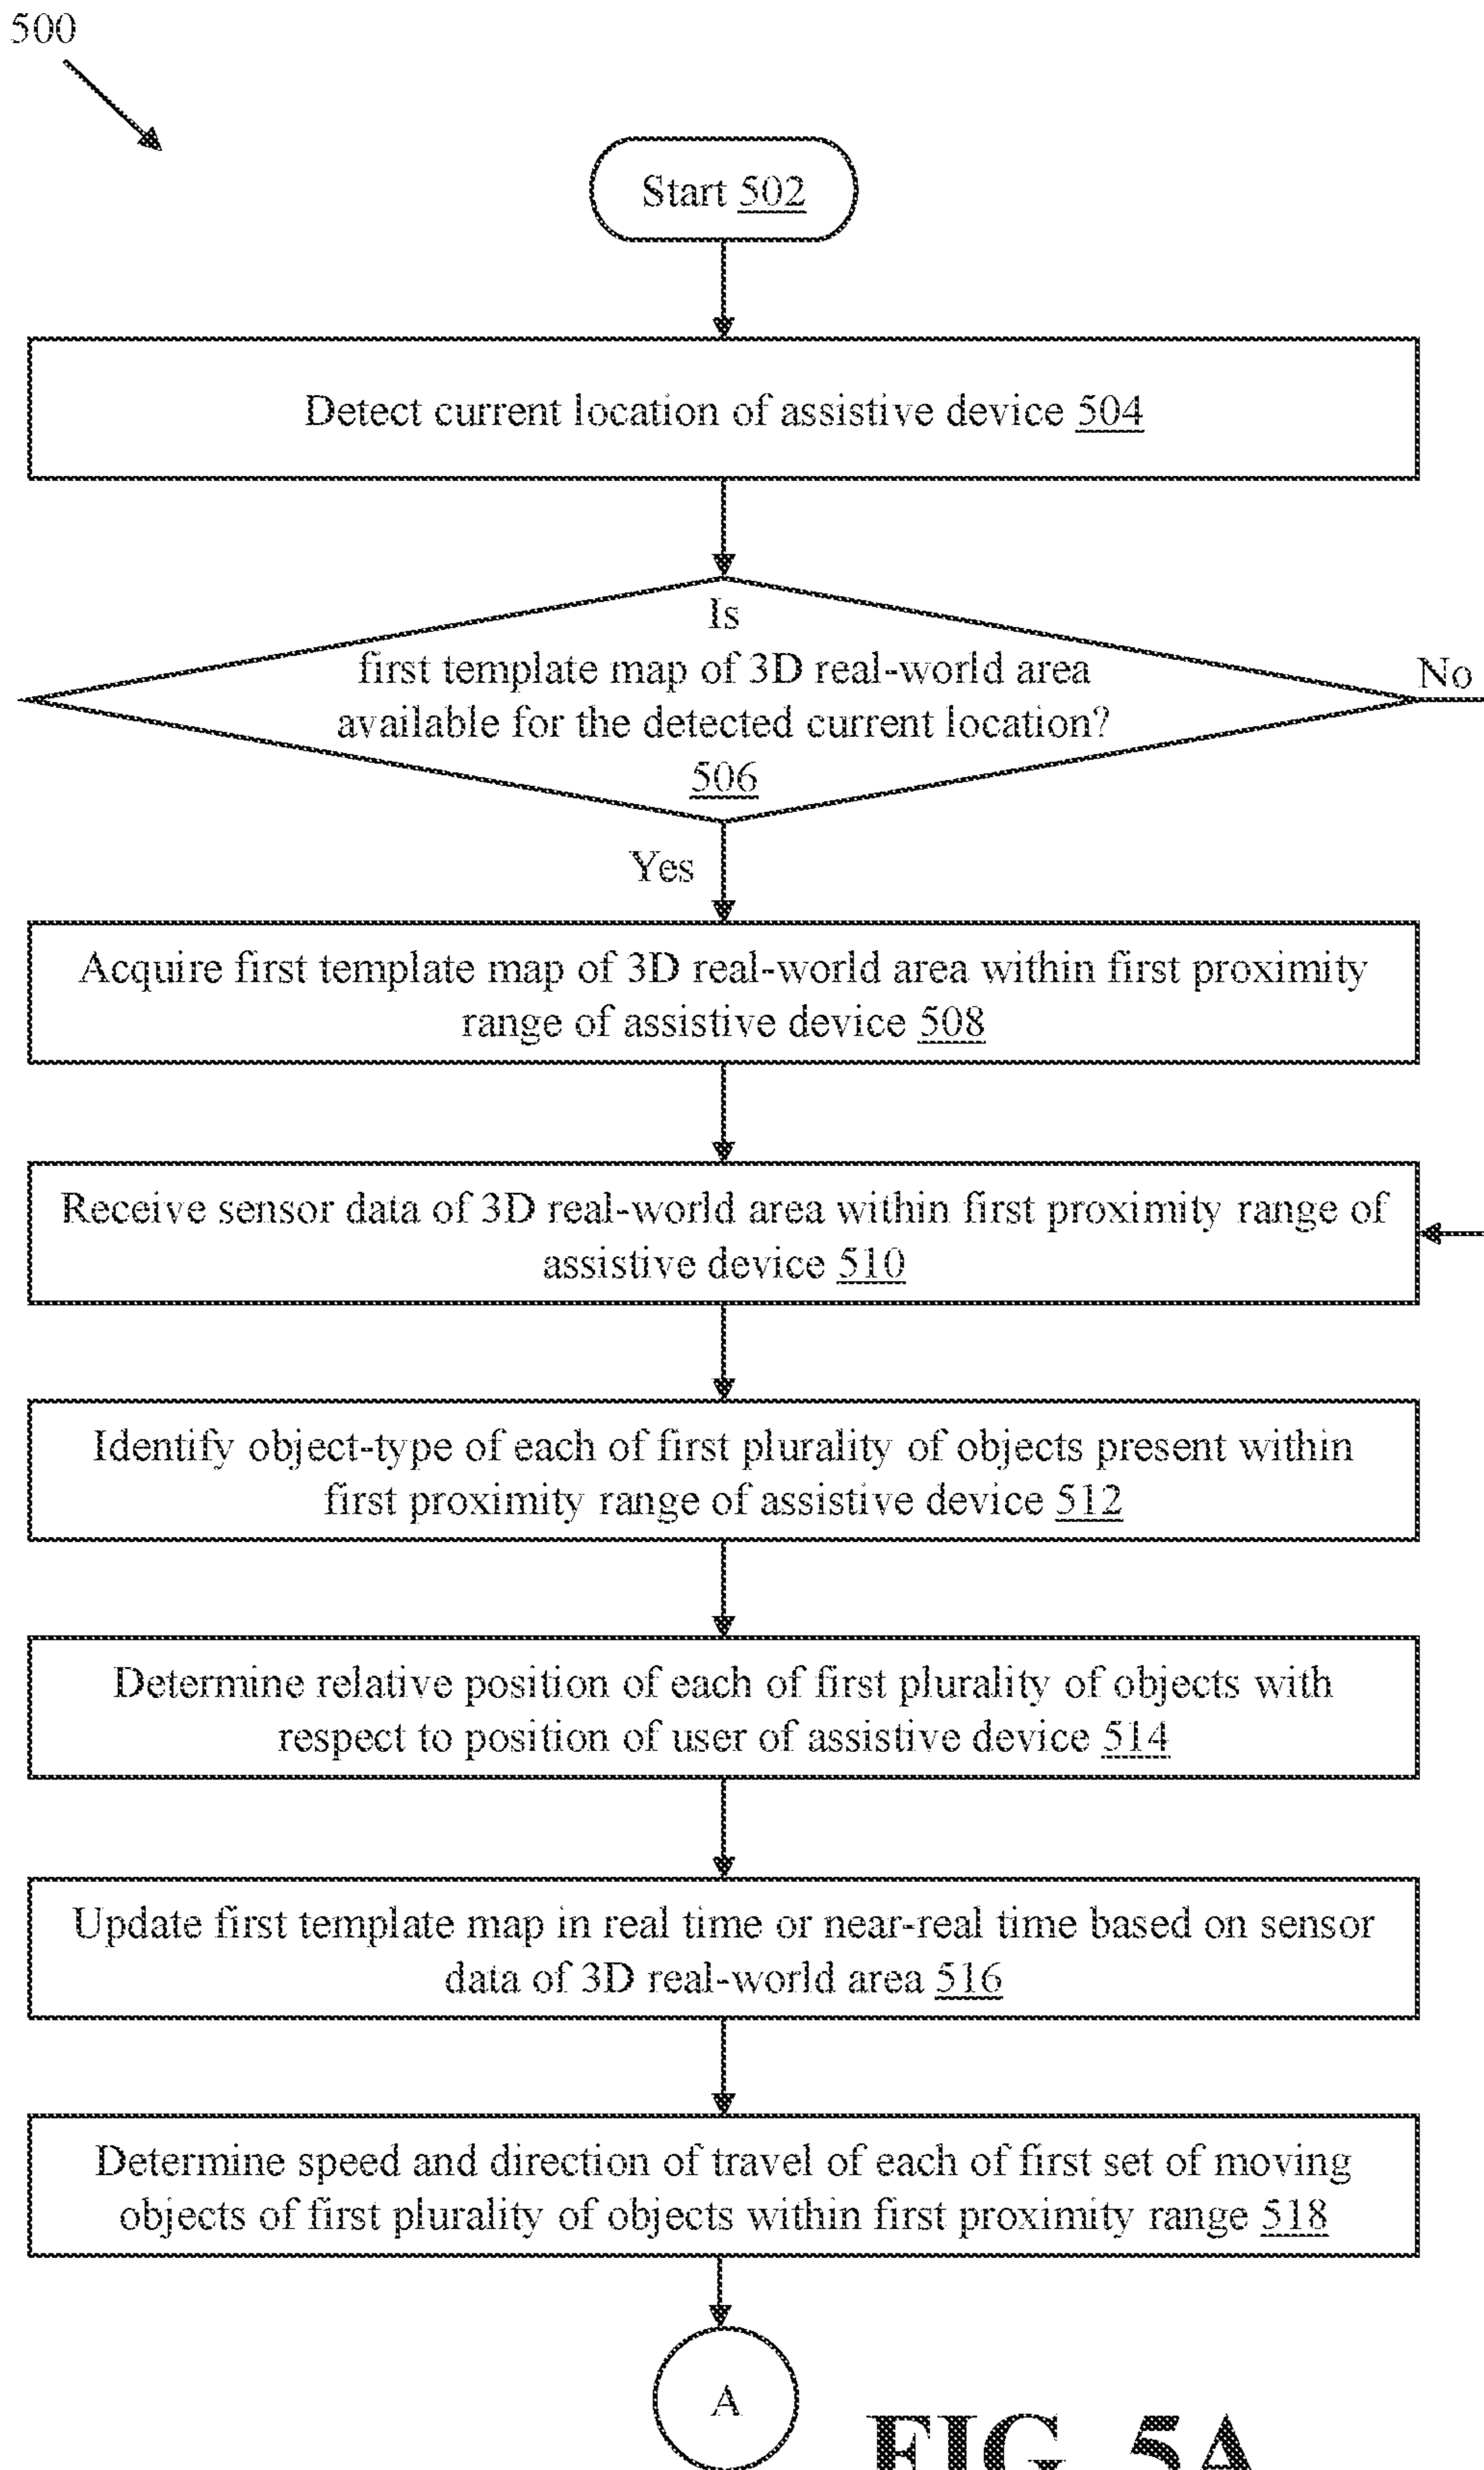 500
Start 502
Detect current location of assistive device 504
Is
first template map of 3D real-world area
available for the detected current location?
506
No
Yes
Acquire first template map of 3D real-world area within first proximity
range of assistive device 508
Receive sensor data of 3D real-world area within first proximity range of
assistive device 510
Identify object-type of each of first plurality of objects present within
first proximity range of assistive device 512
Determine relative position of each of first plurality of objects with
respect to position of user of assistive device 514
Update first template map in real time or near-real time based on sensor
data of 3D real-world area 516
Determine speed and direction of travel of each of first set of moving
objects of first plurality of objects within first proximity range 518
A
FIG. 5A